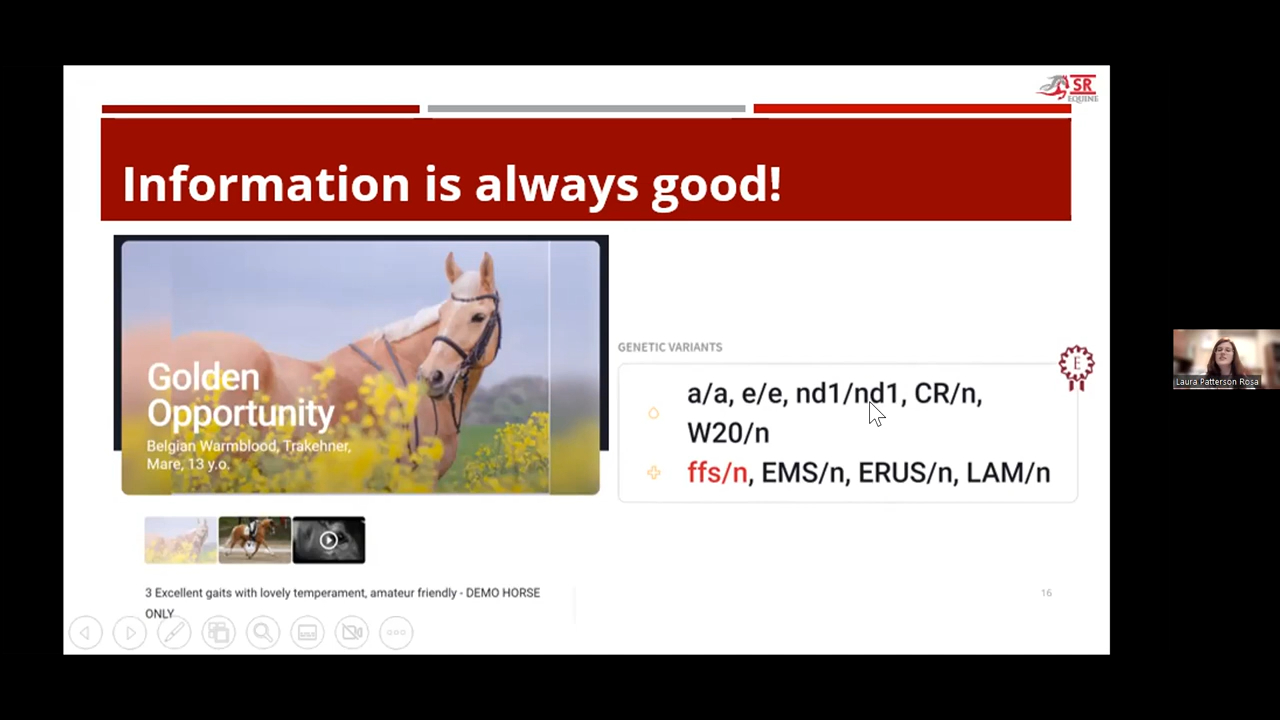 SR
EQUINE
Information is always good!
Golden
Opportunity
Belgian Warmblood, Trakehner,
Mare, 13 y.o.
GENETIC VARIANTS
E
a/a, e/e, nd1/nd1, CR/n,
W20/n
ffs/n, EMS/n, ERUS/n, LAM/n
Laura Patterson Rosa
3 Excellent gaits with lovely temperament, amateur friendly - DEMO HORSE
ONLY
16